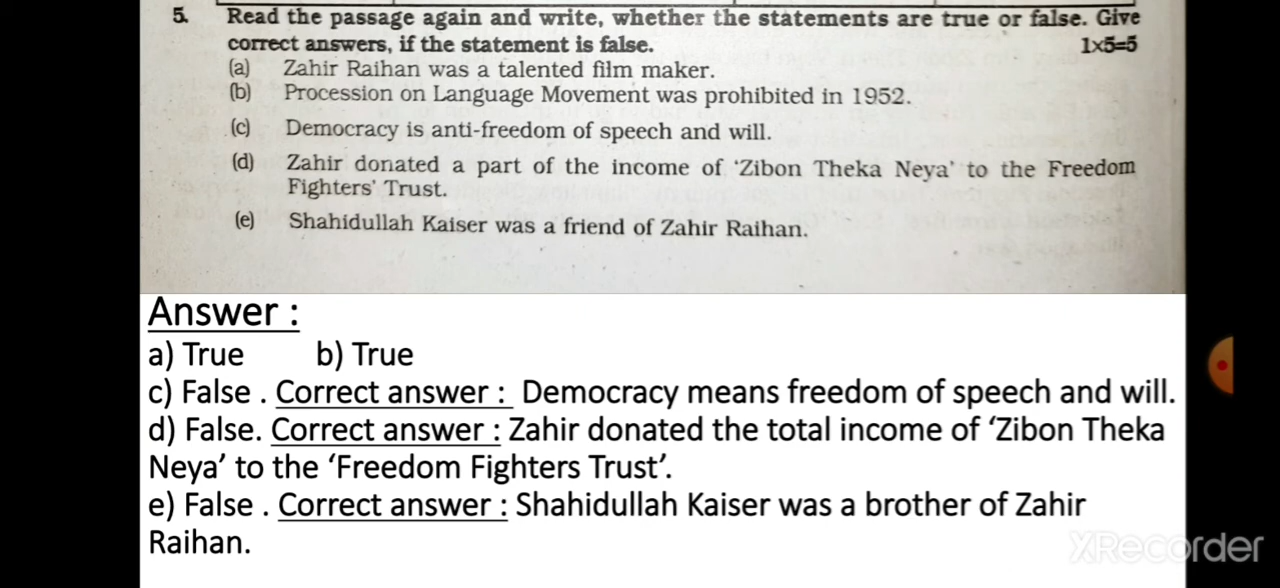 5. Read the passage again and write, whether the statements are true or false. Give
correct answers, if the statement is false. 1x5=5
(a) Zahir Raihan was a talented film maker.
(b) Procession on Language Movement was prohibited in 1952.
(c) Democracy is anti-freedom of speech and will.
(d) Zahir donated a part of the income of ‘Zibon Theka Neya’ to the Freedom
Fighters’ Trust.
(e) Shahidullah Kaiser was a friend of Zahir Raihan.
Answer :
a) True b) True
c) False . Correct answer : Democracy means freedom of speech and will.
d) False. Correct answer : Zahir donated the total income of ‘Zibon Theka
Neya’ to the ‘Freedom Fighters Trust’.
e) False . Correct answer : Shahidullah Kaiser was a brother of Zahir
Raihan.
XRecorder